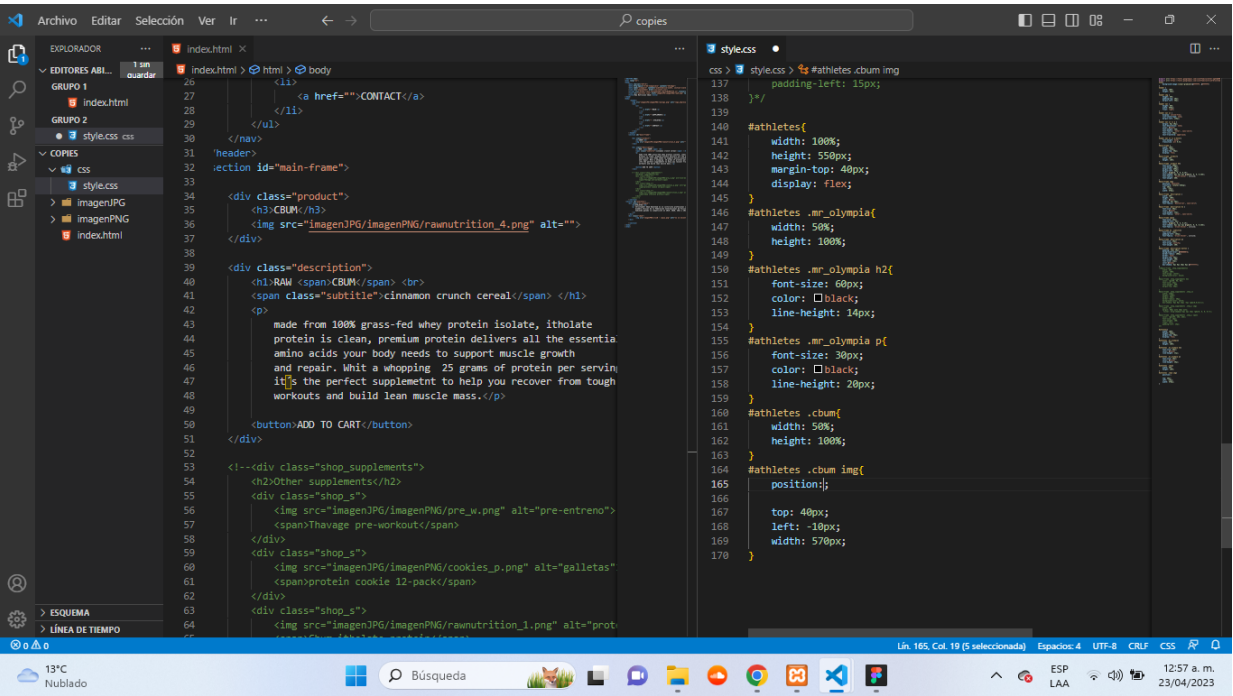 Archivo Editar Selección Ver Ir ···
copies
EXPLORADOR
EDITORES ABI... 1 sin guardar
GRUPO 1
index.html
GRUPO 2
style.css css
COPIES
css
style.css
imagenJPG
imagenPNG
index.html
ESQUEMA
LÍNEA DE TIEMPO
index.html
index.html > html > body
26 <li>
27 <a href="">CONTACT</a>
28 </li>
29 </ul>
30 </nav>
31 'header>
32 ection id="main-frame">
33
34 <div class="product">
35 <h3>CBUM</h3>
36 <img src="imagenJPG/imagenPNG/rawnutrition_4.png" alt="">
37 </div>
38
39 <div class="description">
40 <h1>RAW <span>CBUM</span> <br>
41 <span class="subtitle">cinnamon crunch cereal</span> </h1>
42 <p>
43 made from 100% grass-fed whey protein isolate, itholate
44 protein is clean, premium protein delivers all the essentia
45 amino acids your body needs to support muscle growth
46 and repair. Whit a whopping 25 grams of protein per servin
47 it's the perfect supplemetnt to help you recover from tough
48 workouts and build lean muscle mass.</p>
49
50 <button>ADD TO CART</button>
51 </div>
52
53 <!--<div class="shop_supplements">
54 <h2>Other supplements</h2>
55 <div class="shop_s">
56 <img src="imagenJPG/imagenPNG/pre_w.png" alt="pre-entreno">
57 <span>Thavage pre-workout</span>
58 </div>
59 <div class="shop_s">
60 <img src="imagenJPG/imagenPNG/cookies_p.png" alt="galletas"
61 <span>protein cookie 12-pack</span>
62 </div>
63 <div class="shop_s">
64 <img src="imagenJPG/imagenPNG/rawnutrition_1.png" alt="prot
style.css
css > style.css > #athletes .cbum img
137 padding-left: 15px;
138 }*/
139
140 #athletes{
141 width: 100%;
142 height: 550px;
143 margin-top: 40px;
144 display: flex;
145 }
146 #athletes .mr_olympia{
147 width: 50%;
148 height: 100%;
149 }
150 #athletes .mr_olympia h2{
151 font-size: 60px;
152 color: black;
153 line-height: 14px;
154 }
155 #athletes .mr_olympia p{
156 font-size: 30px;
157 color: black;
158 line-height: 20px;
159 }
160 #athletes .cbum{
161 width: 50%;
162 height: 100%;
163 }
164 #athletes .cbum img{
165 position:;
166
167 top: 40px;
168 left: -10px;
169 width: 570px;
170 }
0 0
Lín. 165, Col. 19 (5 seleccionada) Espacios: 4 UTF-8 CRLF CSS
13°C
Nublado
Búsqueda
ESP
LAA
12:57 a. m.
23/04/2023